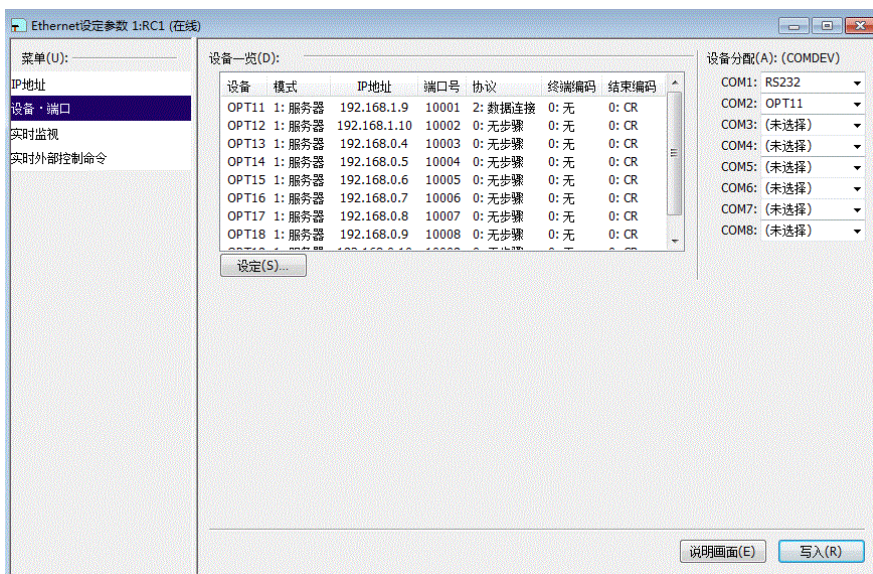 Ethernet设定参数 1:RC1 (在线)
菜单(U):
IP地址
设备・端口
实时监视
实时外部控制命令
设备一览(D):
设备 模式 IP地址 端口号 协议 终端编码 结束编码
OPT11 1: 服务器 192.168.1.9 10001 2: 数据连接 0: 无 0: CR
OPT12 1: 服务器 192.168.1.10 10002 0: 无步骤 0: 无 0: CR
OPT13 1: 服务器 192.168.0.4 10003 0: 无步骤 0: 无 0: CR
OPT14 1: 服务器 192.168.0.5 10004 0: 无步骤 0: 无 0: CR
OPT15 1: 服务器 192.168.0.6 10005 0: 无步骤 0: 无 0: CR
OPT16 1: 服务器 192.168.0.7 10006 0: 无步骤 0: 无 0: CR
OPT17 1: 服务器 192.168.0.8 10007 0: 无步骤 0: 无 0: CR
OPT18 1: 服务器 192.168.0.9 10008 0: 无步骤 0: 无 0: CR
设定(S)...
设备分配(A): (COMDEV)
COM1: RS232
COM2: OPT11
COM3: (未选择)
COM4: (未选择)
COM5: (未选择)
COM6: (未选择)
COM7: (未选择)
COM8: (未选择)
说明画面(E)
写入(R)